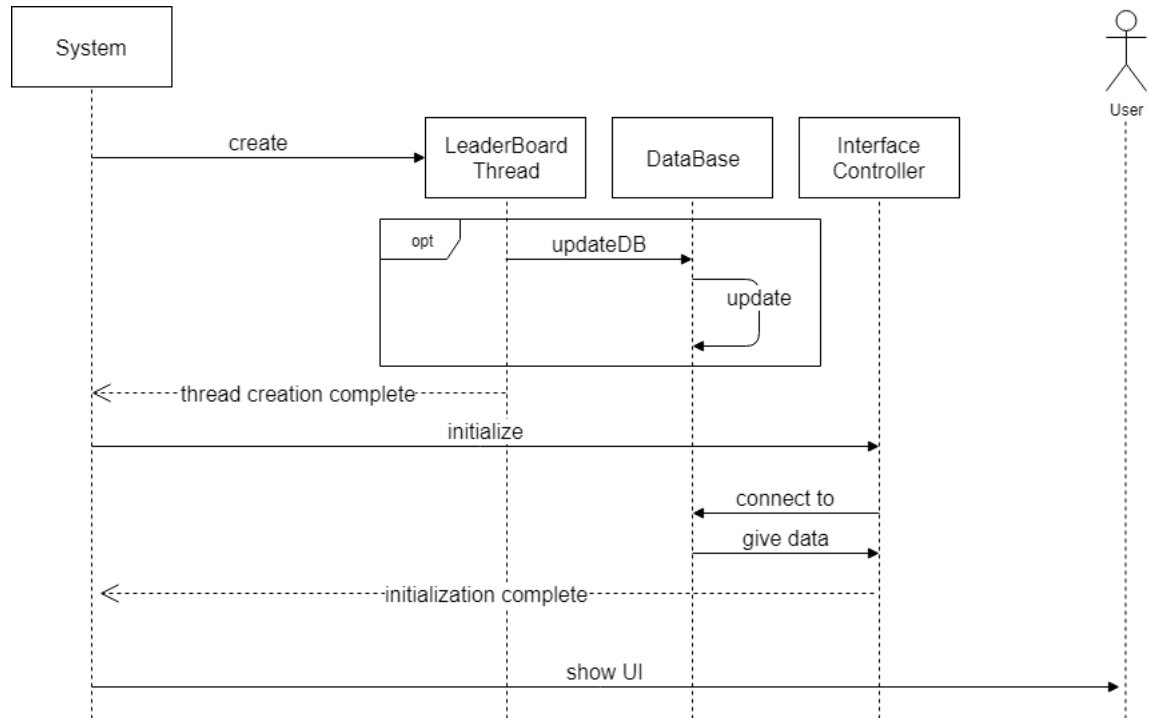 System
User
create
LeaderBoard
Thread
DataBase
Interface
Controller
opt
updateDB
update
thread creation complete
initialize
connect to
give data
initialization complete
show UI